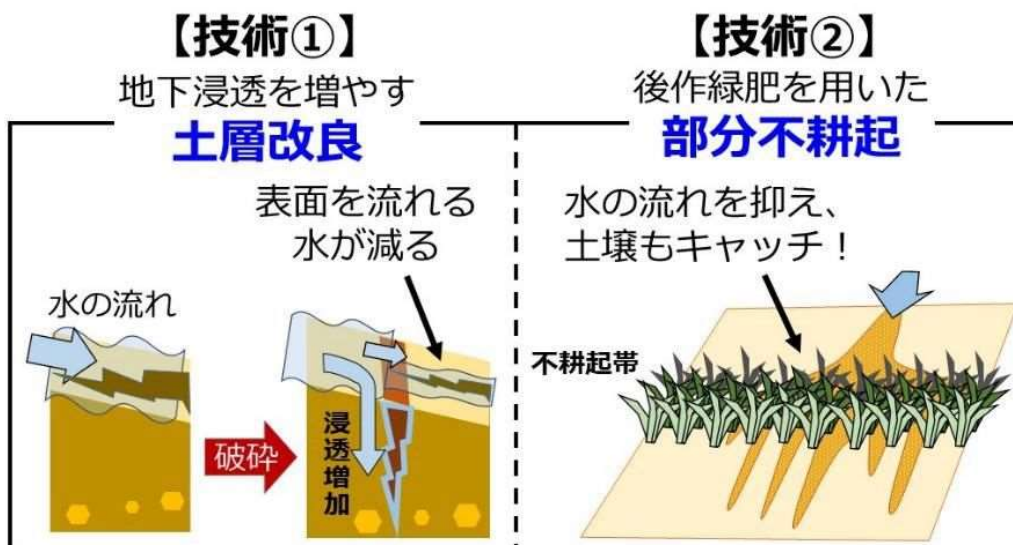 【技術①】
地下浸透を増やす
土層改良
表面を流れる
水が減る
水の流れ
破砕
浸透増加
【技術②】
後作緑肥を用いた
部分不耕起
水の流れを抑え、
土壌もキャッチ！
不耕起帯